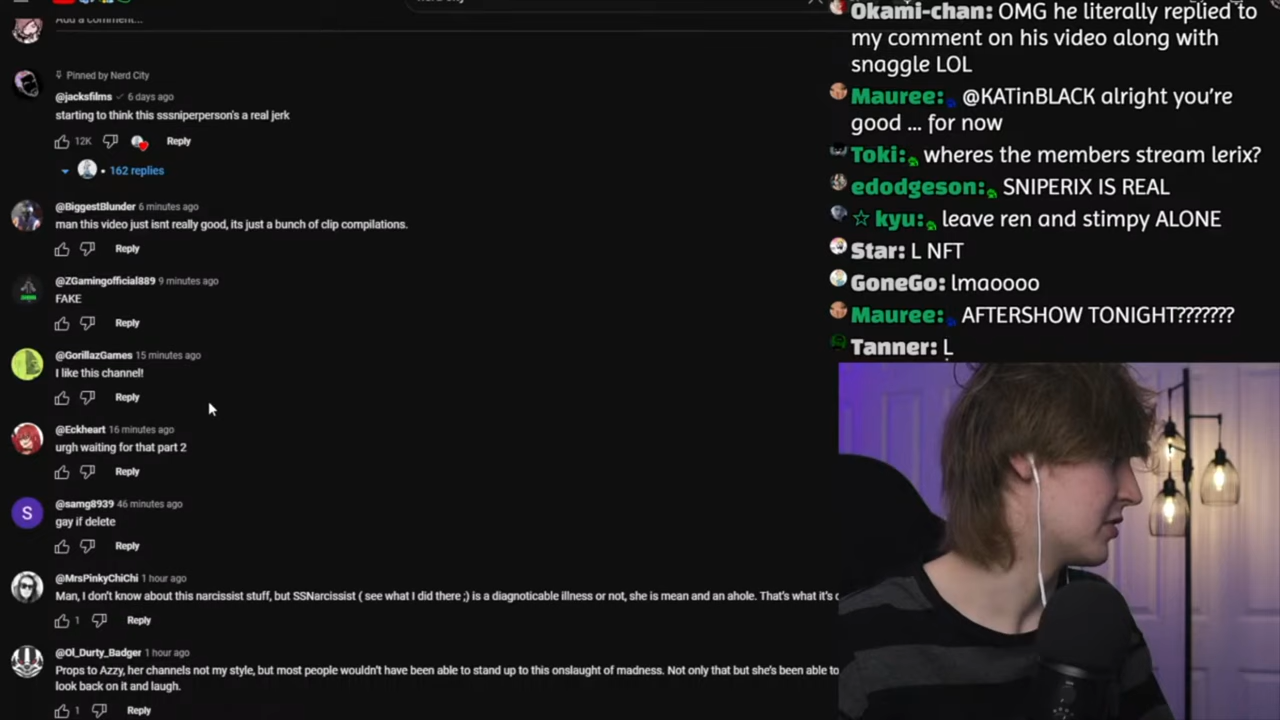 Add a comment...
Pinned by Nerd City
@jacksfilms 6 days ago
starting to think this sssniperperson's a real jerk
12K Reply
162 replies
@BiggestBlunder 6 minutes ago
man this video just isnt really good, its just a bunch of clip compilations.
Reply
@ZGamingofficial889 9 minutes ago
FAKE
Reply
@GorillazGames 15 minutes ago
I like this channel!
Reply
@Eckheart 16 minutes ago
urgh waiting for that part 2
Reply
S
@samg8939 46 minutes ago
gay if delete
Reply
@MrsPinkyChiChi 1 hour ago
Man, I don't know about this narcissist stuff, but SSNarcissist ( see what I did there ;) is a diagnoticable illness or not, she is mean and an ahole. That's what it's
1 Reply
@Ol_Durty_Badger 1 hour ago
Props to Azzy, her channels not my style, but most people wouldn't have been able to stand up to this onslaught of madness. Not only that but she's been able to
look back on it and laugh.
1 Reply
Okami-chan: OMG he literally replied to
my comment on his video along with
snaggle LOL
Mauree: @KATinBLACK alright you're
good ... for now
Toki: wheres the members stream lerix?
edodgeson: SNIPERIX IS REAL
☆ kyu: leave ren and stimpy ALONE
Star: L NFT
GoneGo: lmaoooo
Mauree: AFTERSHOW TONIGHT???????
Tanner: L